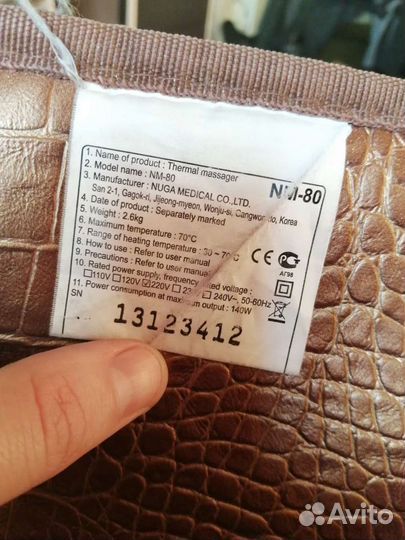 1. Name of product : Thermal massager
2. Model name : NM-80
NM-80
3. Manufacturer : NUGA MEDICAL CO.,LTD.
San 2-1, Gagok-ri, Jijeong-myeon, Wonju-si, Gangwon-do, Korea
4. Date of product : Separately marked
5. Weight : 2.6kg
6. Maximum temperature : 70°C
7. Range of heating temperature : 30 ~ 70°C
8. How to use : Refer to user manual
9. Precautions : Refer to user manual
10. Rated power supply, frequency rated voltage :
□110V □120V ☑220V □23 □240V~, 50-60Hz
11. Power consumption at maximum output : 140W
SN
CE
АГ98
13123412
Avito